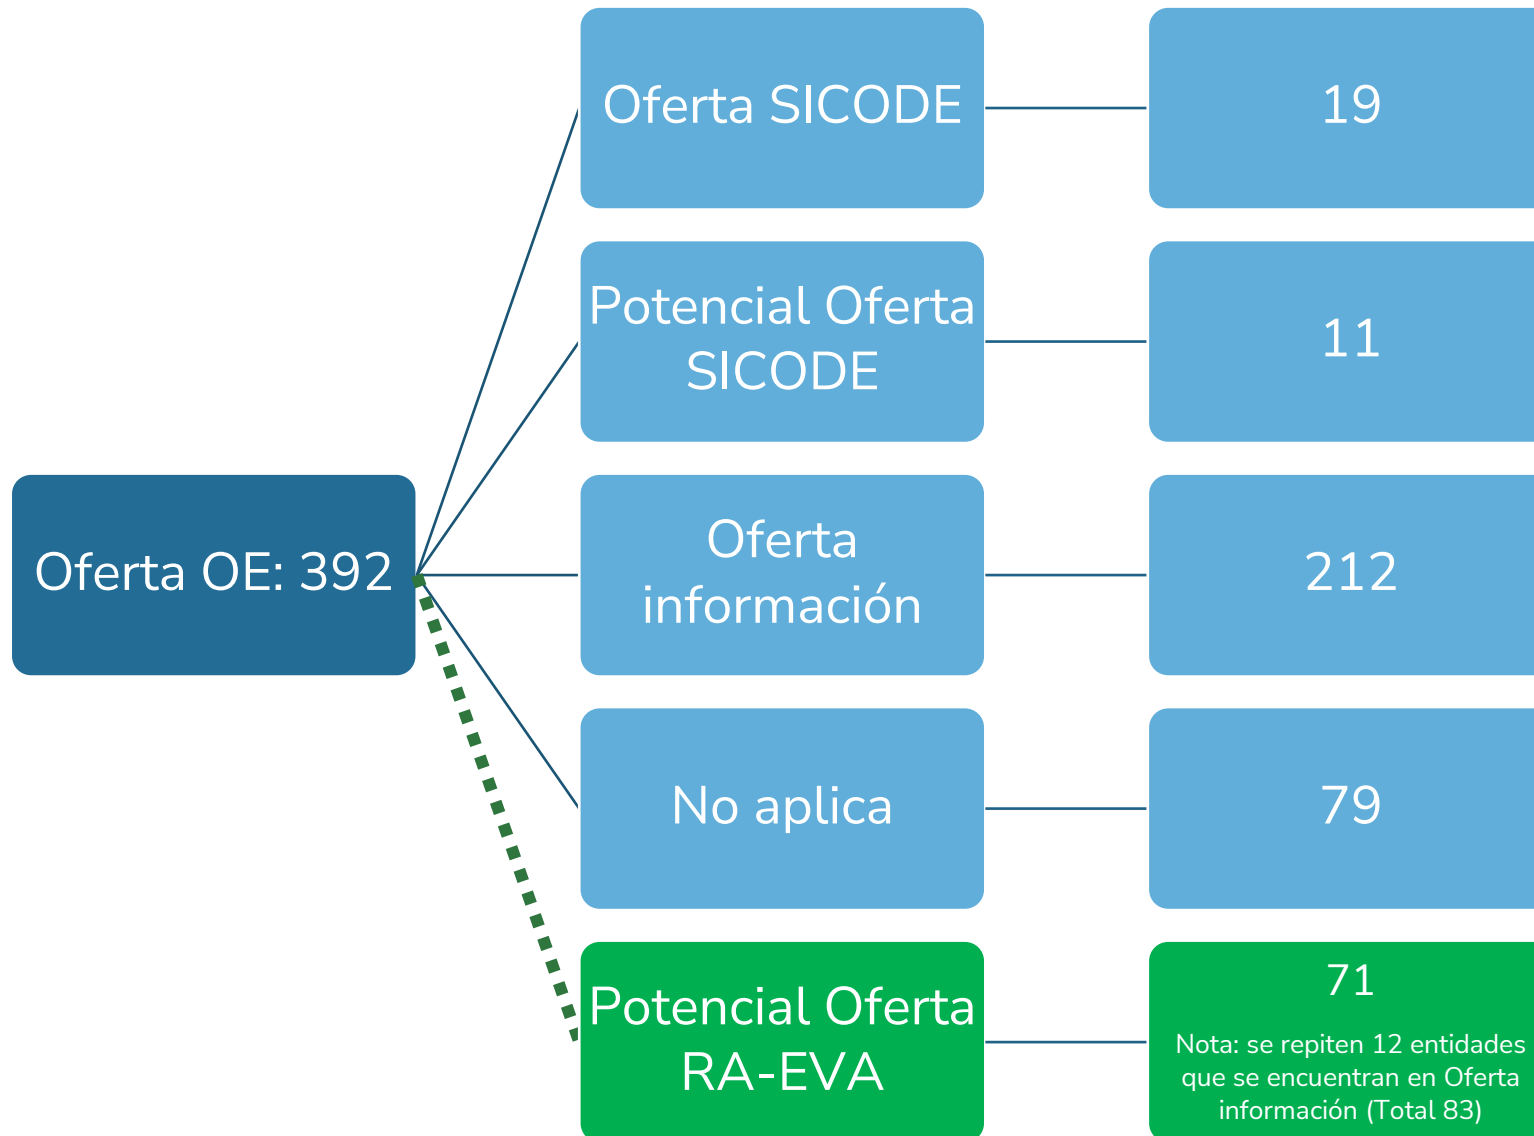 Oferta SICODE
19
Potencial Oferta
SICODE
11
Oferta OE: 392
Oferta
información
212
No aplica
79
Potencial Oferta
RA-EVA
71
Nota: se repiten 12 entidades
que se encuentran en Oferta
información (Total 83)